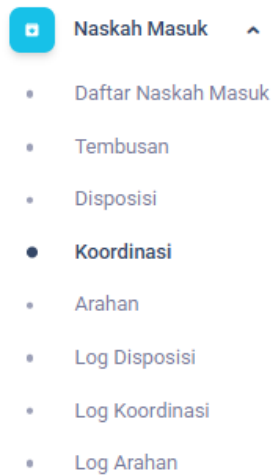 Naskah Masuk
Daftar Naskah Masuk
Tembusan
Disposisi
Koordinasi
Arahan
Log Disposisi
Log Koordinasi
Log Arahan